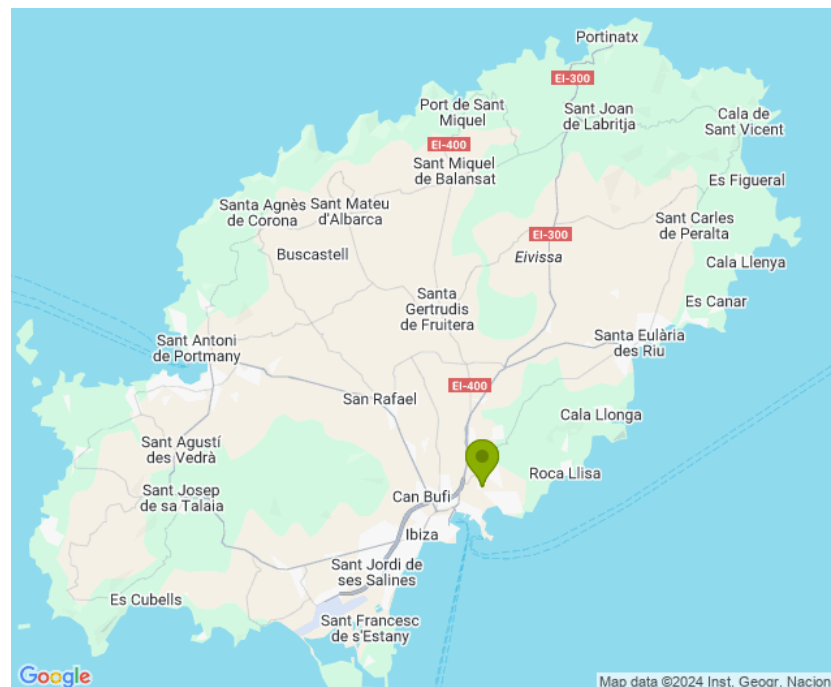 Portinatx
EI-300
Port de Sant
Miquel
Sant Joan
de Labritja
Cala de
Sant Vicent
EI-400
Sant Miquel
de Balansat
Es Figueral
Santa Agnès
de Corona
Sant Mateu
d'Albarca
Sant Carles
de Peralta
EI-300
Buscastell
Eivissa
Cala Llenya
Santa
Gertrudis
de Fruitera
Es Canar
Sant Antoni
de Portmany
Santa Eulària
des Riu
EI-400
San Rafael
Cala Llonga
Sant Agustí
des Vedrà
Roca Llisa
Sant Josep
de sa Talaia
Can Bufí
Ibiza
Sant Jordi de
ses Salines
Es Cubells
Sant Francesc
de s'Estany
Google
Map data ©2024 Inst. Geogr. Nacion